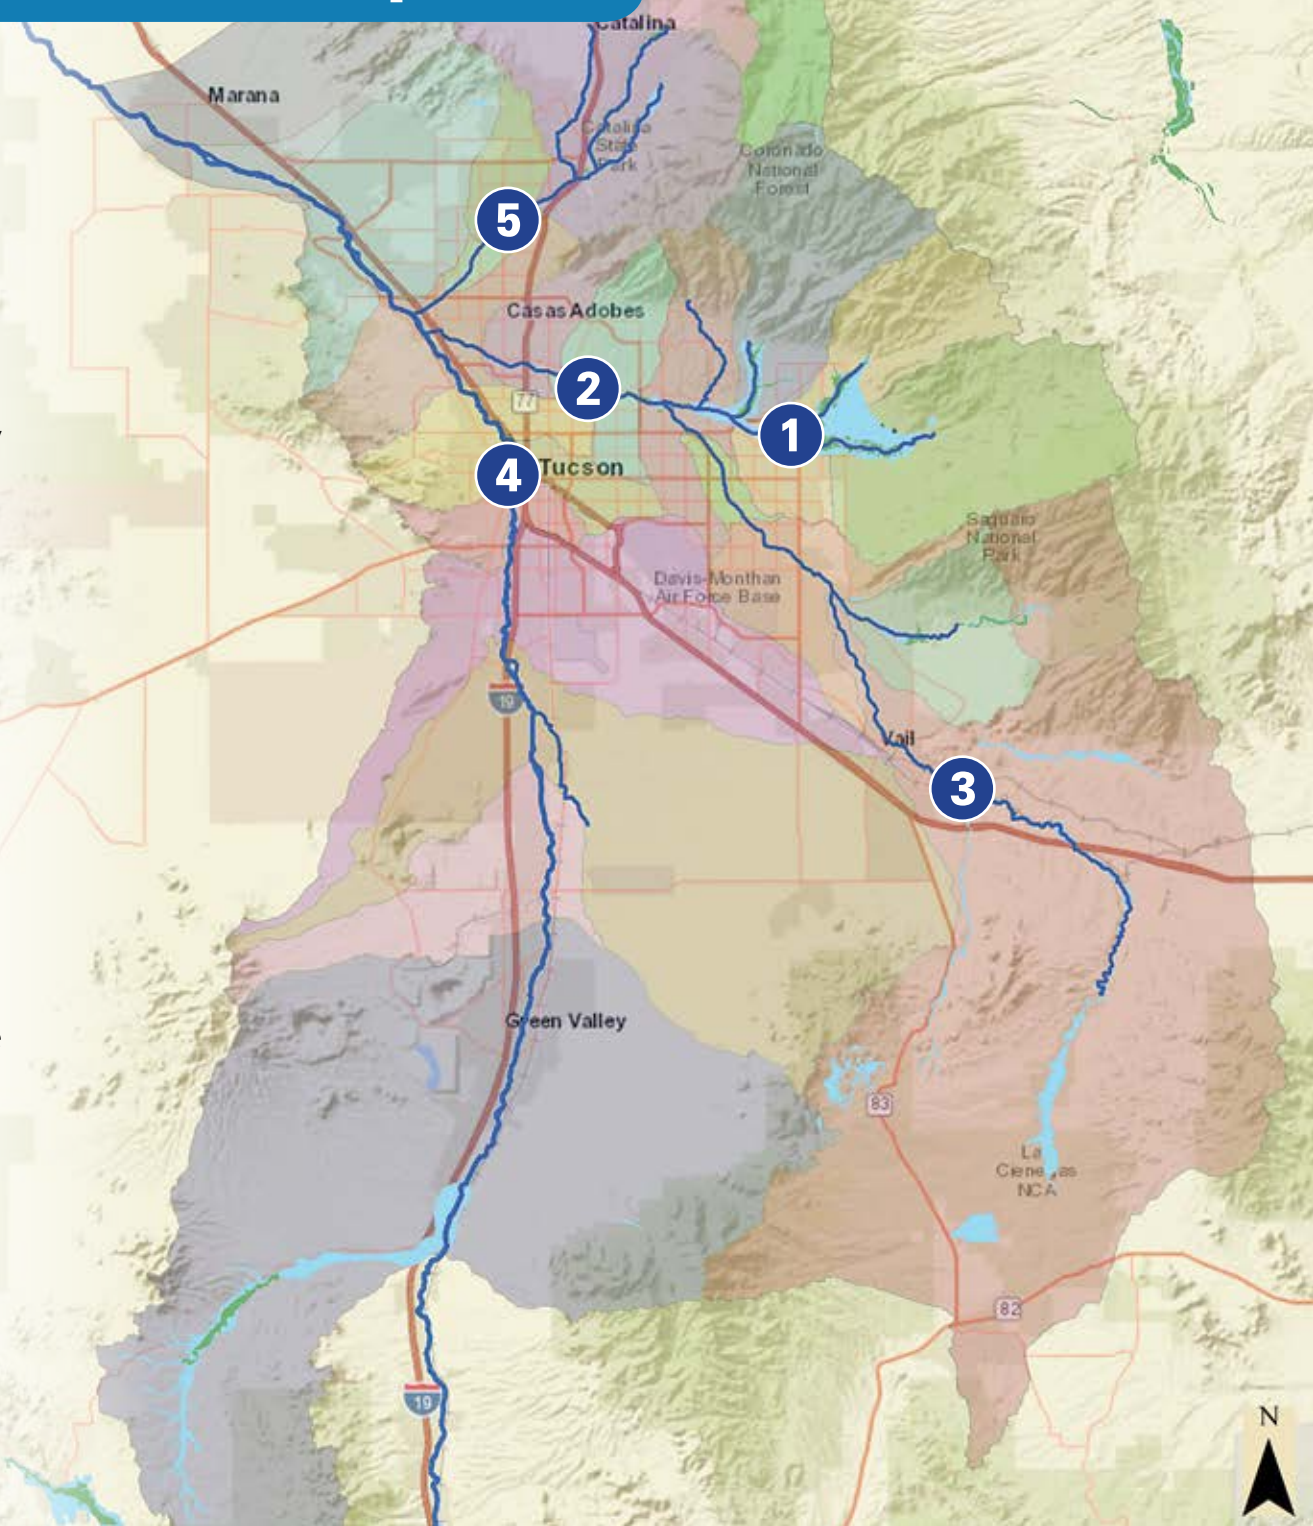 Catalina
Marana
Catalina
State
Park
Coronado
National
Forest
5
Casas Adobes
2
77
1
4
Tucson
Saguaro
National
Park
Davis-Monthan
Air Force Base
19
Vail
3
Green Valley
83
Las
Cienegas
NCA
82
19
N